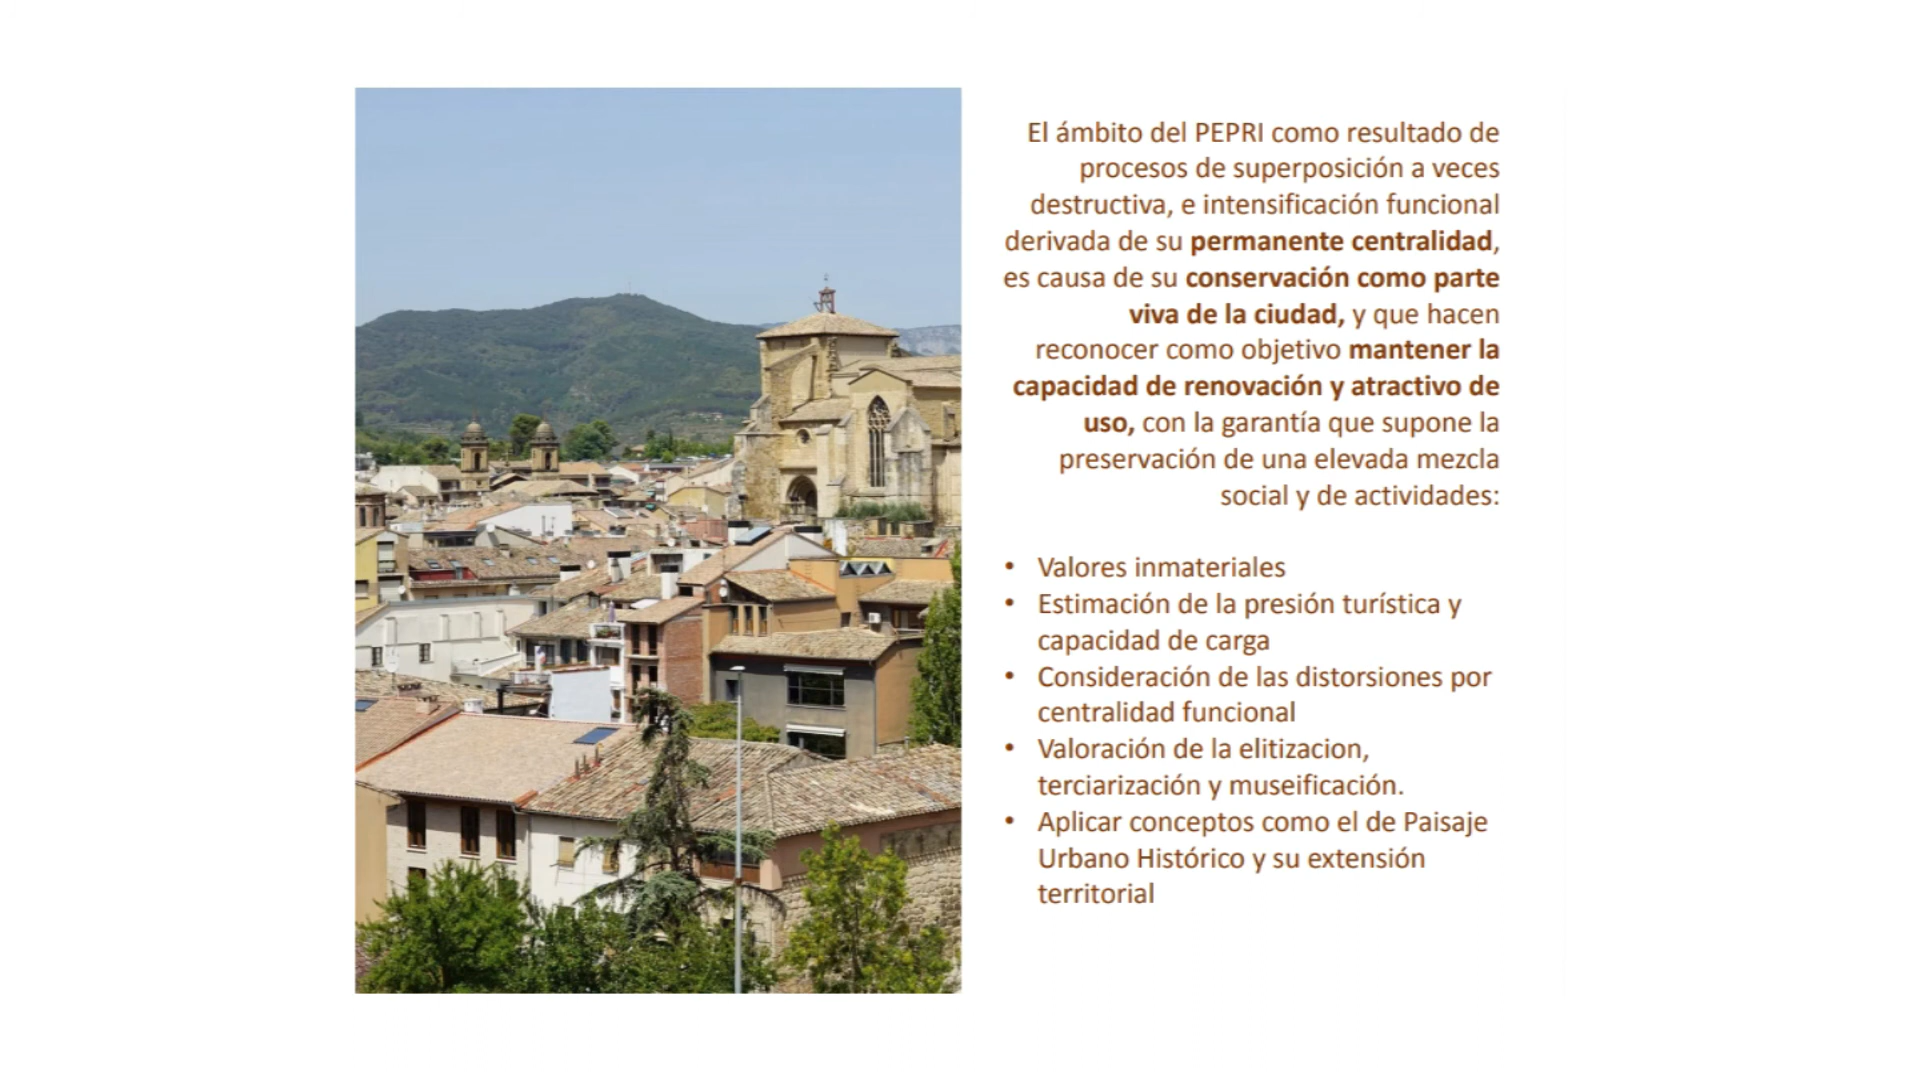 El ámbito del PEPRI como resultado de
procesos de superposición a veces
destructiva, e intensificación funcional
derivada de su permanente centralidad,
es causa de su conservación como parte
viva de la ciudad, y que hacen
reconocer como objetivo mantener la
capacidad de renovación y atractivo de
uso, con la garantía que supone la
preservación de una elevada mezcla
social y de actividades:
• Valores inmateriales
• Estimación de la presión turística y
capacidad de carga
• Consideración de las distorsiones por
centralidad funcional
• Valoración de la elitizacion,
terciarización y museificación.
• Aplicar conceptos como el de Paisaje
Urbano Histórico y su extensión
territorial